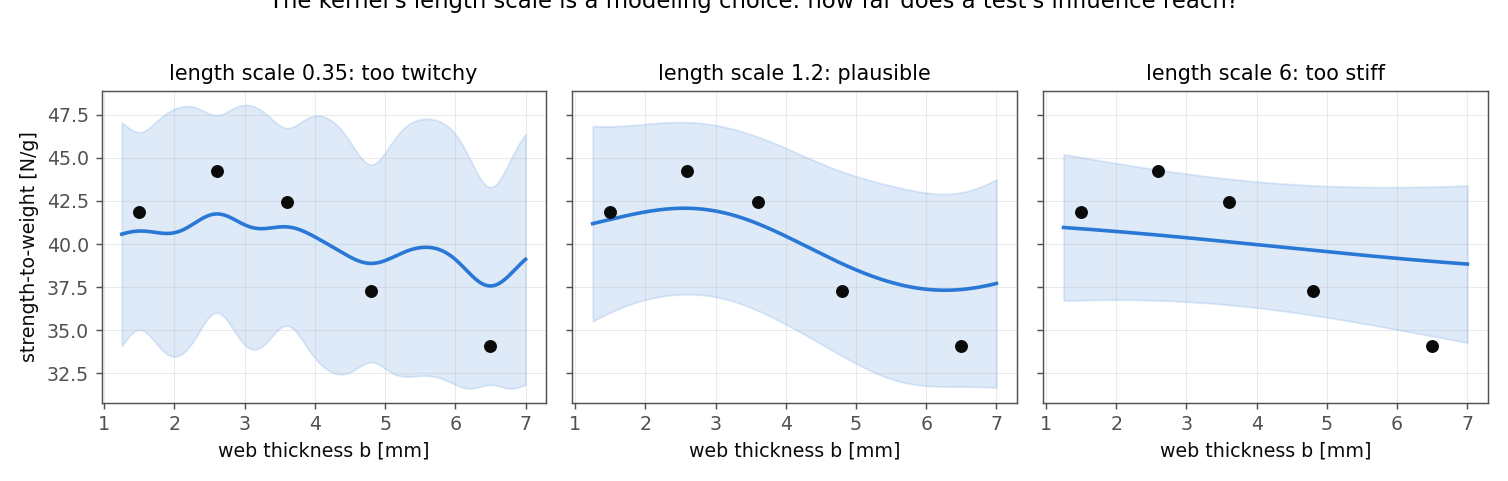 The kernel's length scale is a modeling choice: how far does a test's influence reach?
length scale 0.35: too twitchy
length scale 1.2: plausible
length scale 6: too stiff
strength-to-weight [N/g]
47.5
45.0
42.5
40.0
37.5
35.0
32.5
1 2 3 4 5 6 7
1 2 3 4 5 6 7
1 2 3 4 5 6 7
web thickness b [mm]
web thickness b [mm]
web thickness b [mm]